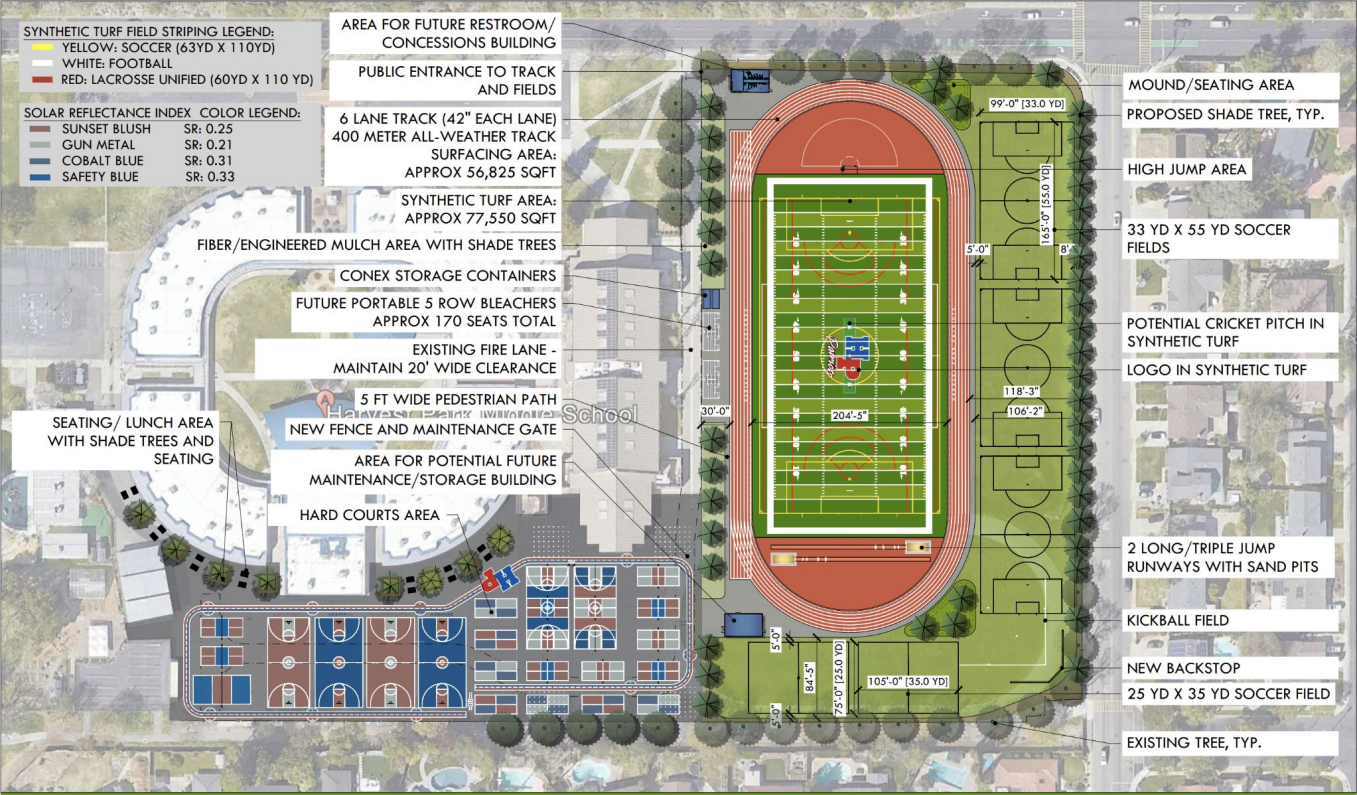 SYNTHETIC TURF FIELD STRIPING LEGEND:
YELLOW: SOCCER (63YD X 110YD)
WHITE: FOOTBALL
RED: LACROSSE UNIFIED (60YD X 110 YD)
SOLAR REFLECTANCE INDEX COLOR LEGEND:
SUNSET BLUSH SR: 0.25
GUN METAL SR: 0.21
COBALT BLUE SR: 0.31
SAFETY BLUE SR: 0.33
AREA FOR FUTURE RESTROOM/
CONCESSIONS BUILDING
PUBLIC ENTRANCE TO TRACK
AND FIELDS
6 LANE TRACK (42" EACH LANE)
400 METER ALL-WEATHER TRACK
SURFACING AREA:
APPROX 56,825 SQFT
SYNTHETIC TURF AREA:
APPROX 77,550 SQFT
FIBER/ENGINEERED MULCH AREA WITH SHADE TREES
CONEX STORAGE CONTAINERS
FUTURE PORTABLE 5 ROW BLEACHERS
APPROX 170 SEATS TOTAL
EXISTING FIRE LANE -
MAINTAIN 20' WIDE CLEARANCE
5 FT WIDE PEDESTRIAN PATH
Harvest Park Middle School
NEW FENCE AND MAINTENANCE GATE
SEATING/ LUNCH AREA
WITH SHADE TREES AND
SEATING
AREA FOR POTENTIAL FUTURE
MAINTENANCE/STORAGE BUILDING
HARD COURTS AREA
A
30'-0"
204'-5"
99'-0" [33.0 YD]
165'-0" [55.0 YD]
5'-0"
8'
118'-3"
106'-2"
5'-0"
84'-5"
75'-0" [25.0 YD]
105'-0" [35.0 YD]
5'-0"
MOUND/SEATING AREA
PROPOSED SHADE TREE, TYP.
HIGH JUMP AREA
33 YD X 55 YD SOCCER
FIELDS
POTENTIAL CRICKET PITCH IN
SYNTHETIC TURF
LOGO IN SYNTHETIC TURF
2 LONG/TRIPLE JUMP
RUNWAYS WITH SAND PITS
KICKBALL FIELD
NEW BACKSTOP
25 YD X 35 YD SOCCER FIELD
EXISTING TREE, TYP.